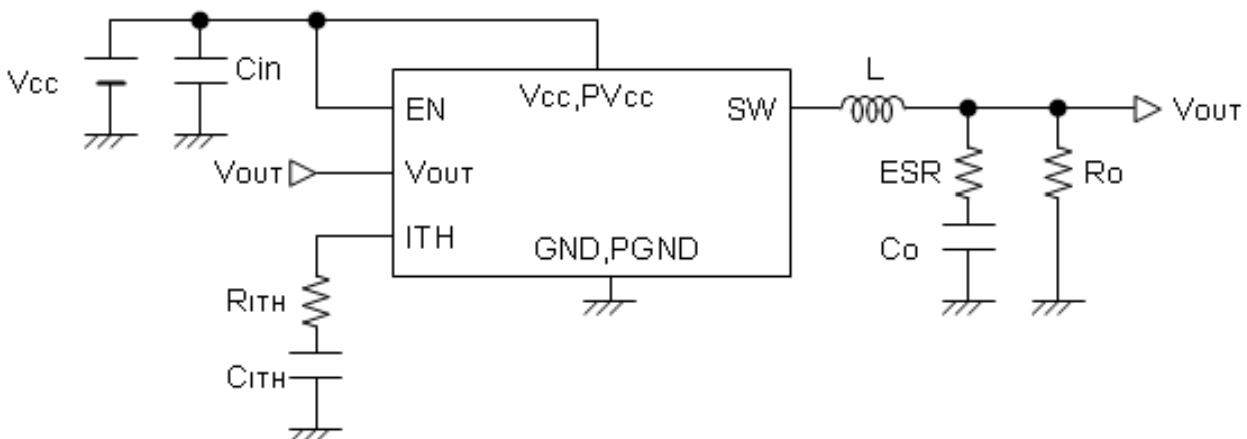 L
Cin
Vcc
EN
Vcc,PVcc
SW
VOUT
VOUT
VOUT
ESR
Ro
ITH
GND,PGND
Co
RITH
CITH